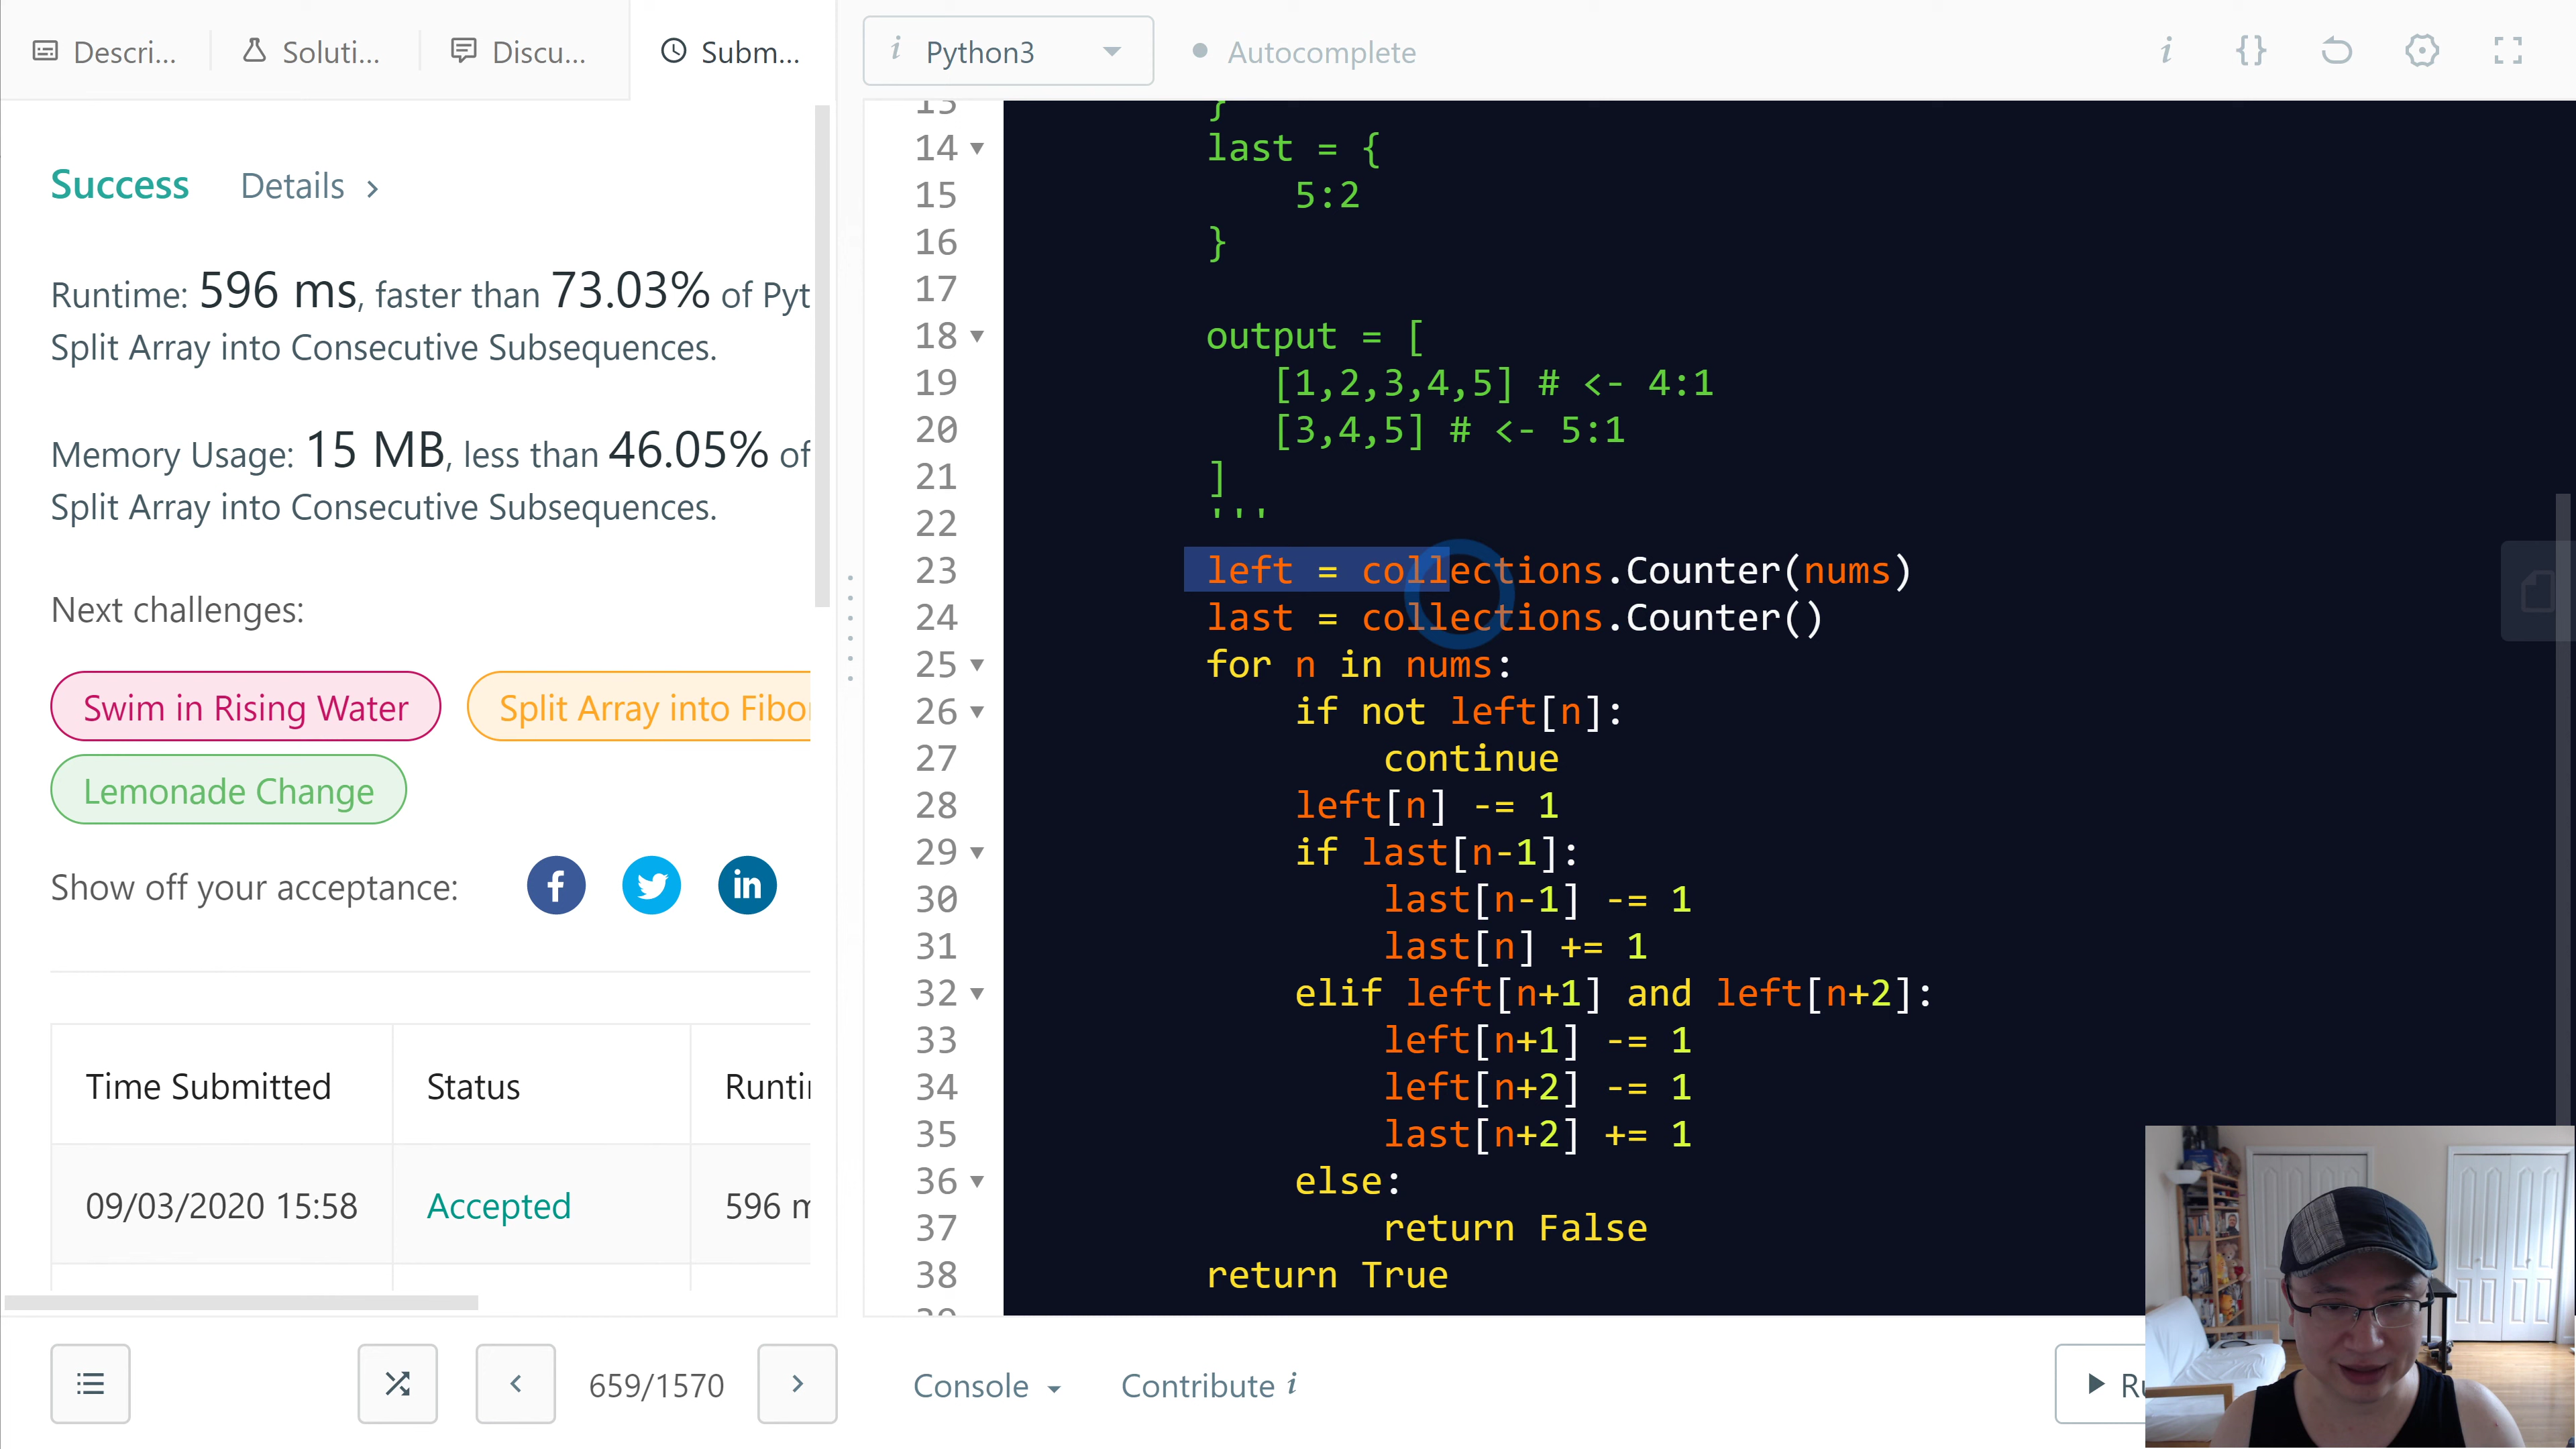 Descri...
Soluti...
Discu...
Subm...
i Python3
Autocomplete
i {}
Success Details >
Runtime: 596 ms, faster than 73.03% of Pyt
Split Array into Consecutive Subsequences.
Memory Usage: 15 MB, less than 46.05% of
Split Array into Consecutive Subsequences.
Next challenges:
Swim in Rising Water
Split Array into Fibo
Lemonade Change
Show off your acceptance:
f
in
Time Submitted Status Runti
09/03/2020 15:58 Accepted 596 m
659/1570
13 }
14 last = {
15 5:2
16 }
17
18 output = [
19 [1,2,3,4,5] # <- 4:1
20 [3,4,5] # <- 5:1
21 ]
22 '''
23 left = collections.Counter(nums)
24 last = collections.Counter()
25 for n in nums:
26 if not left[n]:
27 continue
28 left[n] -= 1
29 if last[n-1]:
30 last[n-1] -= 1
31 last[n] += 1
32 elif left[n+1] and left[n+2]:
33 left[n+1] -= 1
34 left[n+2] -= 1
35 last[n+2] += 1
36 else:
37 return False
38 return True
Console
Contribute i